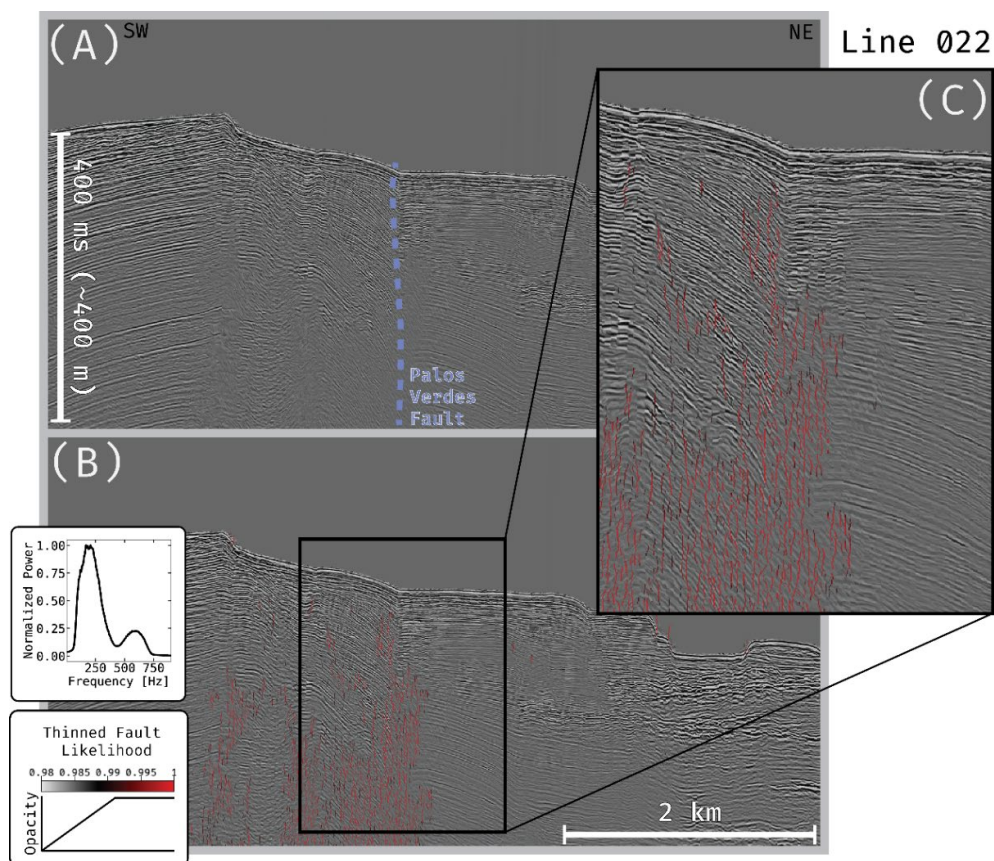 (A)
SW
NE
Line 022
(C)
400 ms (~400 m)
Palos
Verdes
Fault
(B)
Normalized Power
1.00
0.75
0.50
0.25
0.00
250 500 750
Frequency [Hz]
Thinned Fault
Likelihood
0.98 0.985 0.99 0.995 1
Opacity
2 km